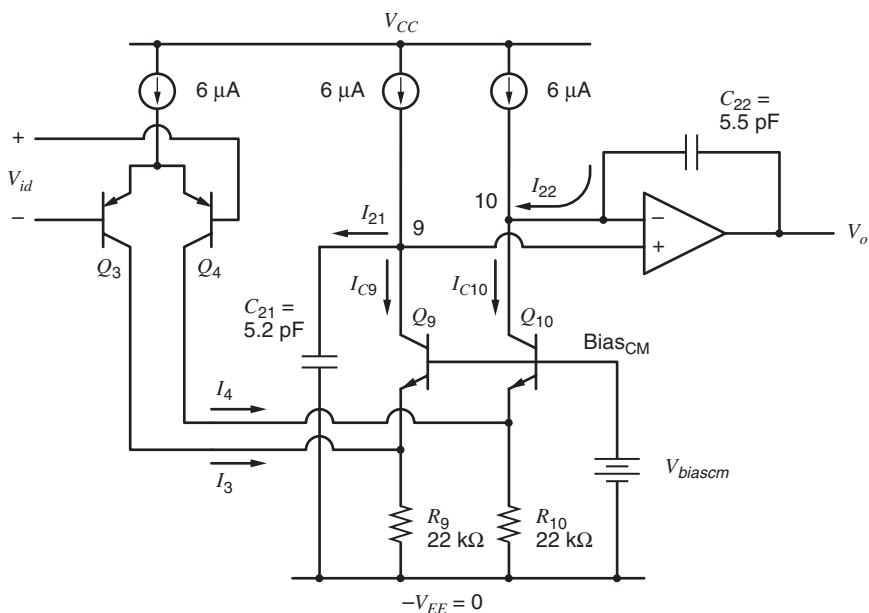 V_CC
6 μA
6 μA
6 μA
C_22 =
5.5 pF
+
V_id
−
I_22
10
−
+
V_o
I_21
9
Q_3
Q_4
I_C9
I_C10
C_21 =
5.2 pF
Q_9
Q_10
Bias_CM
I_4
I_3
V_biascm
R_9
22 kΩ
R_10
22 kΩ
−V_EE = 0